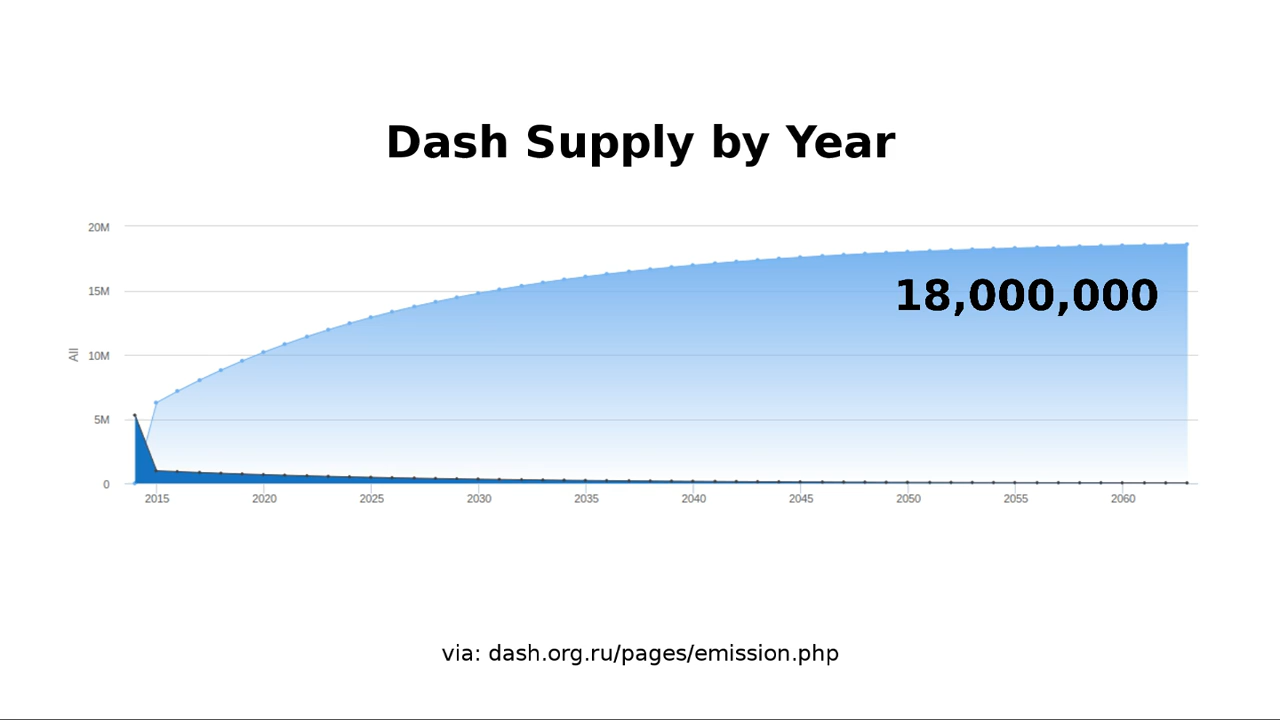 Dash Supply by Year
20M
15M
10M
5M
0
All
18,000,000
2015 2020 2025 2030 2035 2040 2045 2050 2055 2060
via: dash.org.ru/pages/emission.php